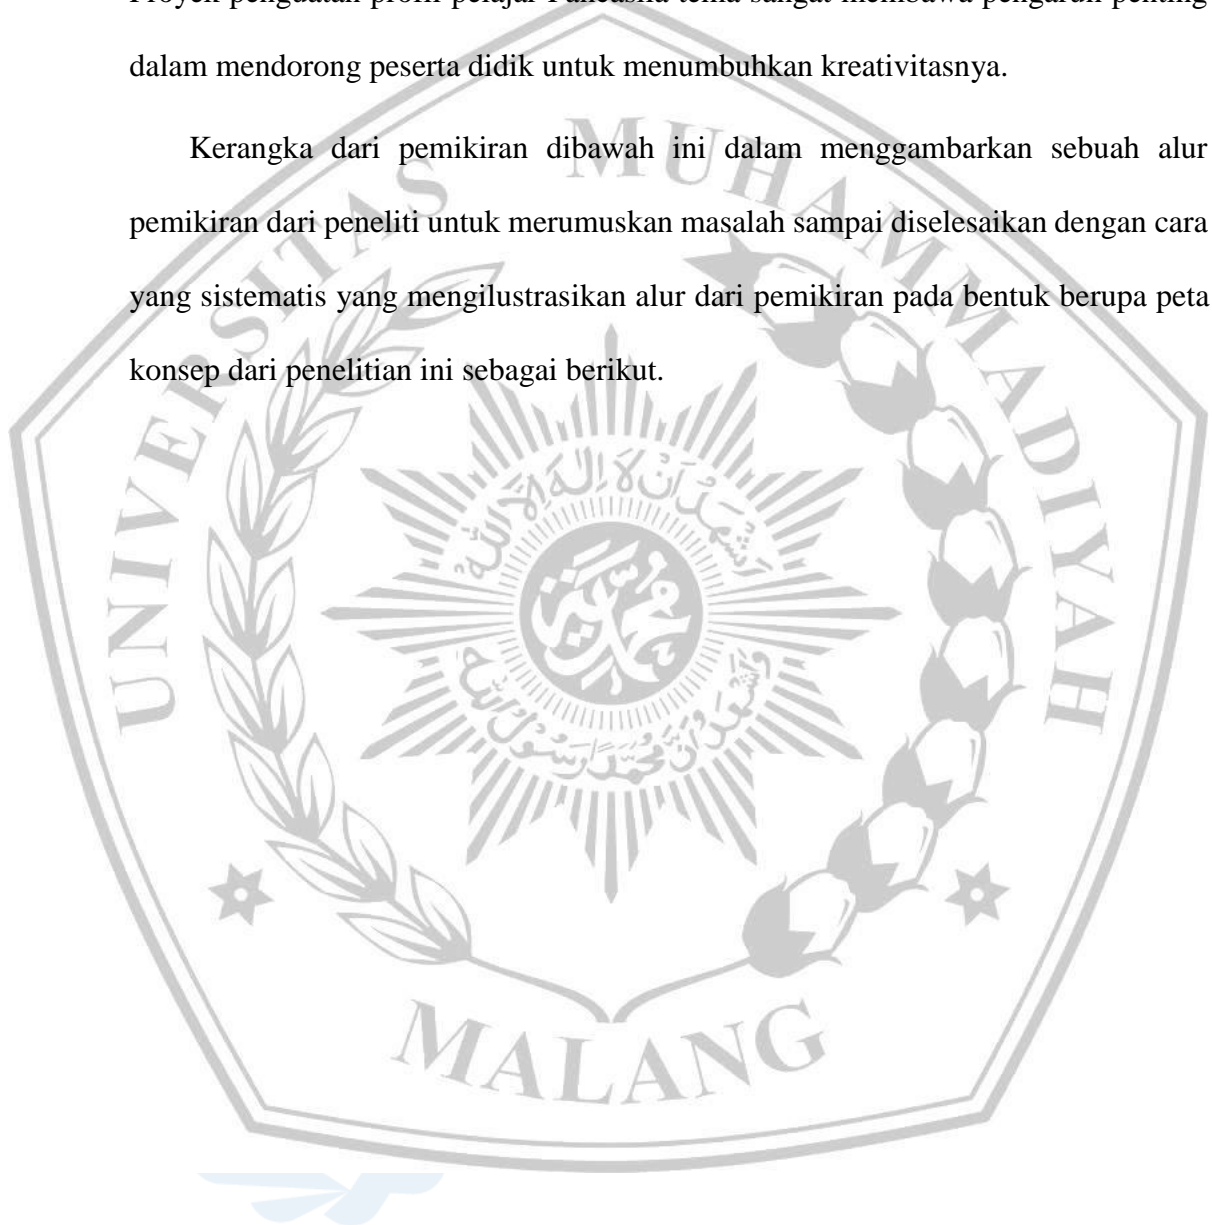 Proyek penguatan profil pelajar Pancasila tema sangat membawa pengaruh penting
dalam mendorong peserta didik untuk menumbuhkan kreativitasnya.
Kerangka dari pemikiran dibawah ini dalam menggambarkan sebuah alur
pemikiran dari peneliti untuk merumuskan masalah sampai diselesaikan dengan cara
yang sistematis yang mengilustrasikan alur dari pemikiran pada bentuk berupa peta
konsep dari penelitian ini sebagai berikut.
UNIVERSITAS MUHAMMADIYAH
MALANG